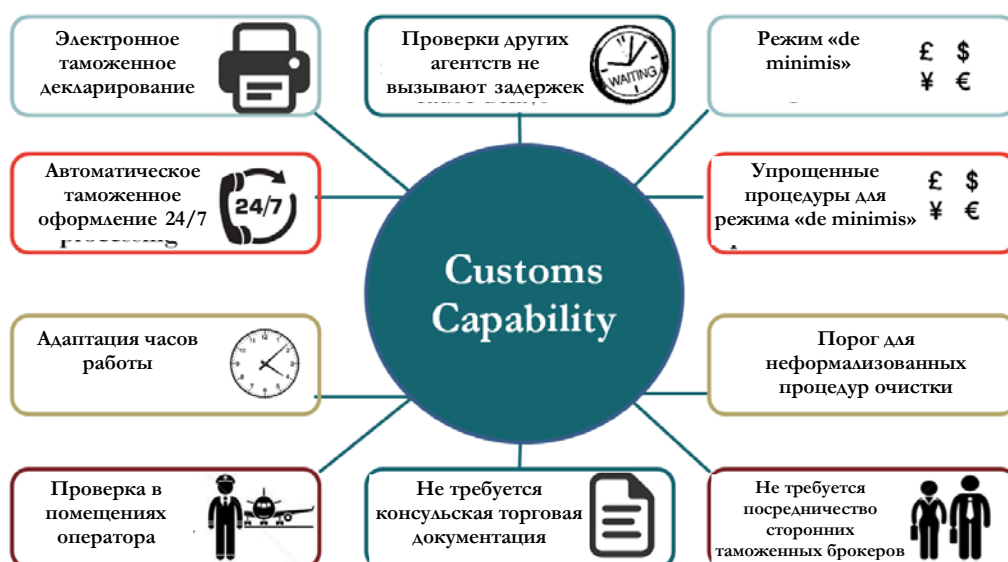 Электронное
таможенное
декларирование
Проверки других
агентств не
вызывают задержек
WAITING
Режим «de
minimis»
£ $
¥ €
Автоматическое
таможенное
оформление 24/7
processing
24/7
Упрощенные
процедуры для
режима «de minimis»
£ $
¥ €
Customs
Capability
Адаптация часов
работы
Порог для
неформализованных
процедур очистки
Проверка в
помещениях
оператора
Не требуется
консульская торговая
документация
Не требуется
посредничество
сторонних
таможенных брокеров